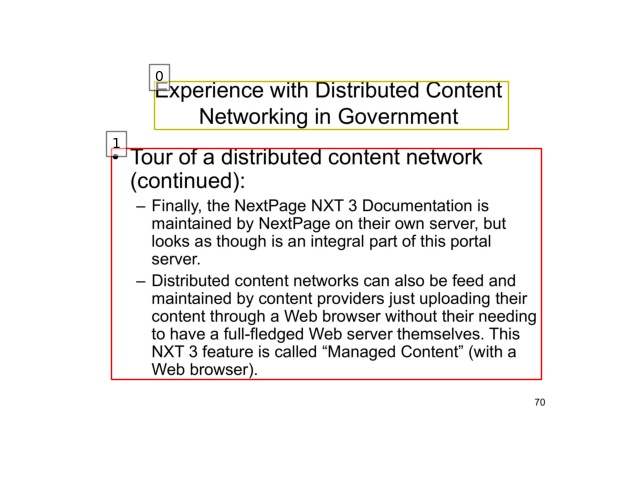 0
Experience with Distributed Content
Networking in Government
1
• Tour of a distributed content network
(continued):
– Finally, the NextPage NXT 3 Documentation is
maintained by NextPage on their own server, but
looks as though is an integral part of this portal
server.
– Distributed content networks can also be feed and
maintained by content providers just uploading their
content through a Web browser without their needing
to have a full-fledged Web server themselves. This
NXT 3 feature is called “Managed Content” (with a
Web browser).
70